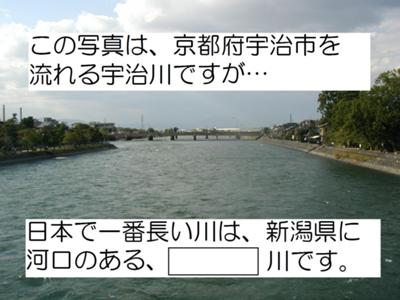 この写真は、京都府宇治市を
流れる宇治川ですが…
日本で一番長い川は、新潟県に
河口のある、 川です。